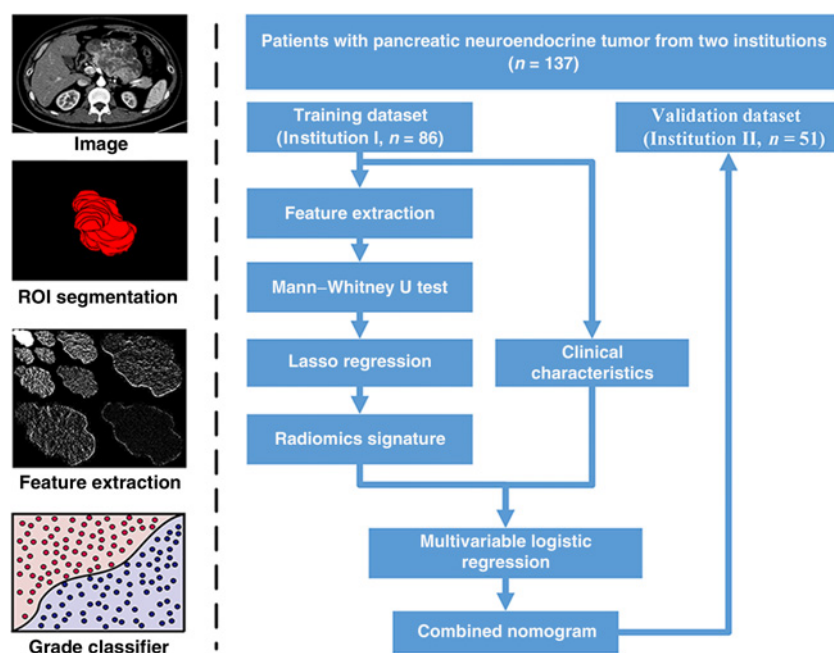 Image
ROI segmentation
Feature extraction
Grade classifier
Patients with pancreatic neuroendocrine tumor from two institutions
(n = 137)
Training dataset
(Institution I, n = 86)
Validation dataset
(Institution II, n = 51)
Feature extraction
Mann–Whitney U test
Lasso regression
Clinical
characteristics
Radiomics signature
Multivariable logistic
regression
Combined nomogram